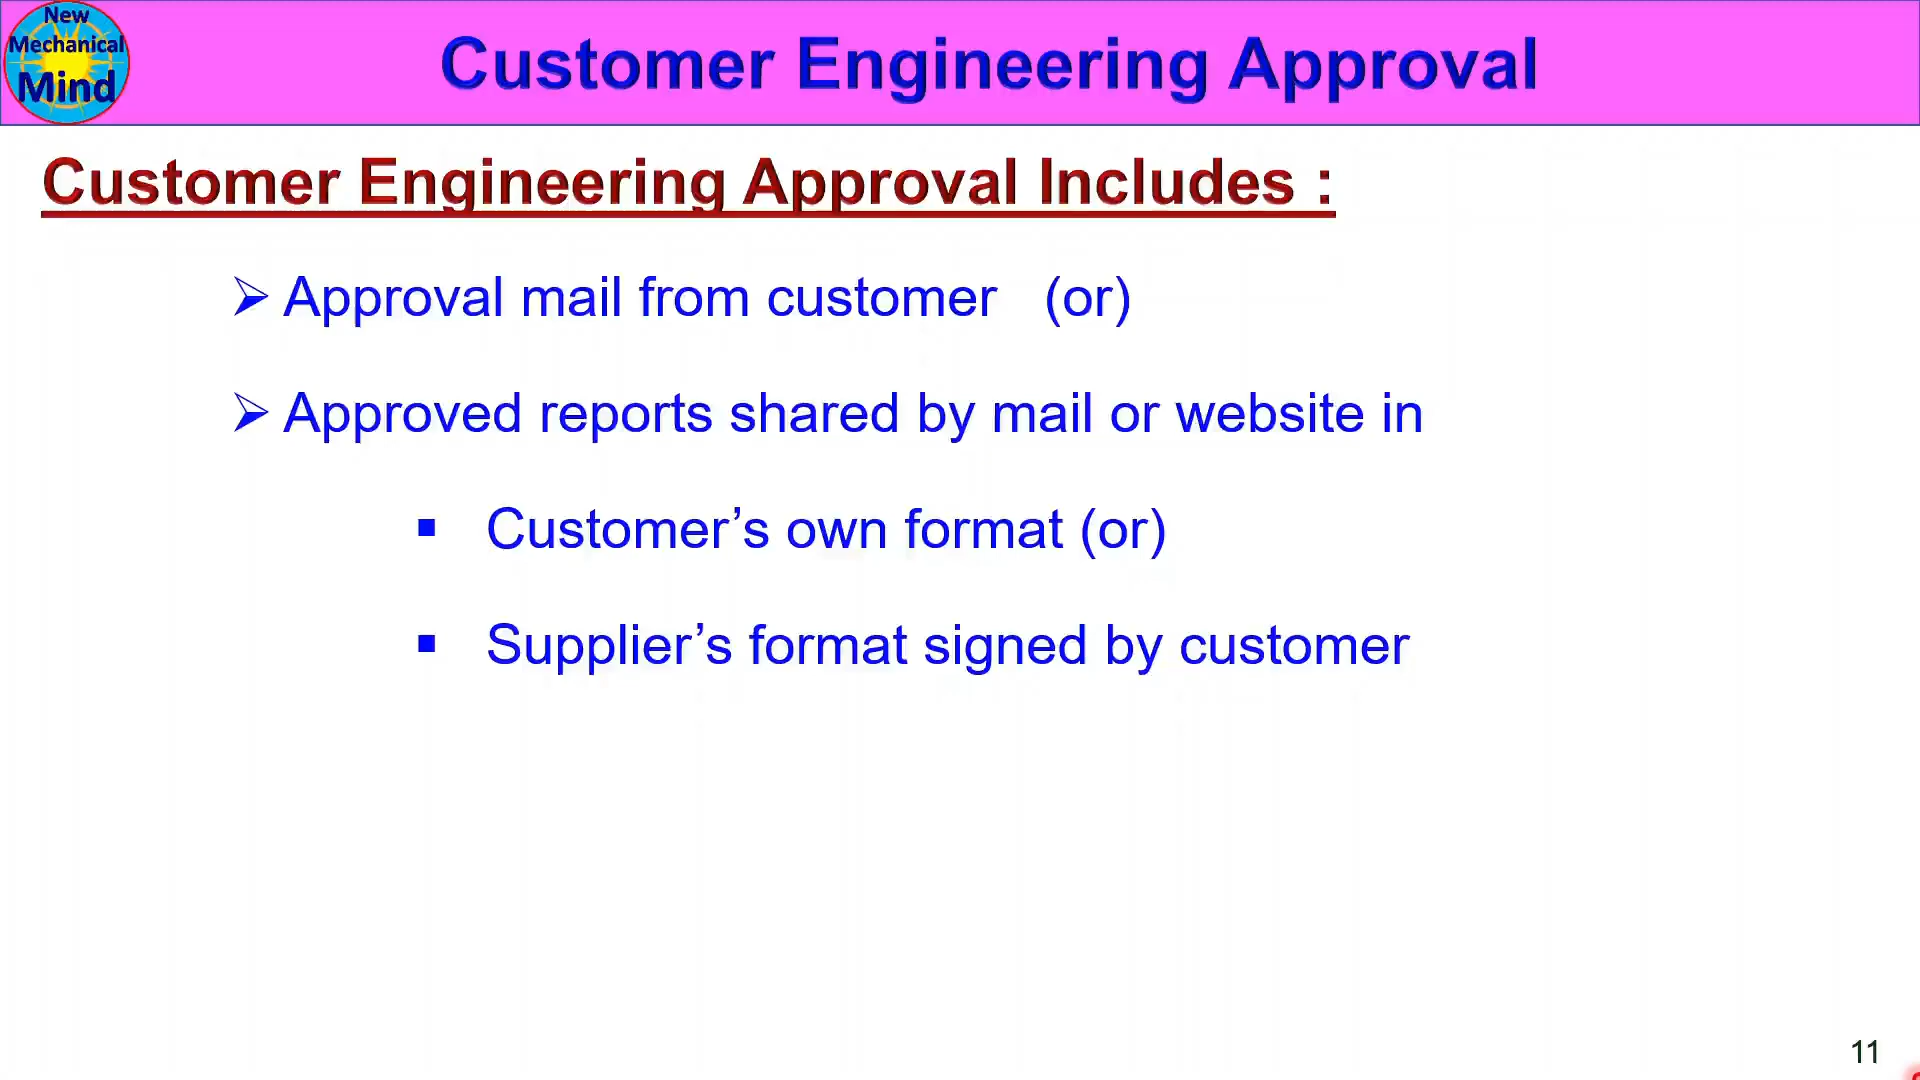 New
Mechanical
Mind
Customer Engineering Approval
Customer Engineering Approval Includes :
➢ Approval mail from customer (or)
➢ Approved reports shared by mail or website in
▪ Customer’s own format (or)
▪ Supplier’s format signed by customer
11